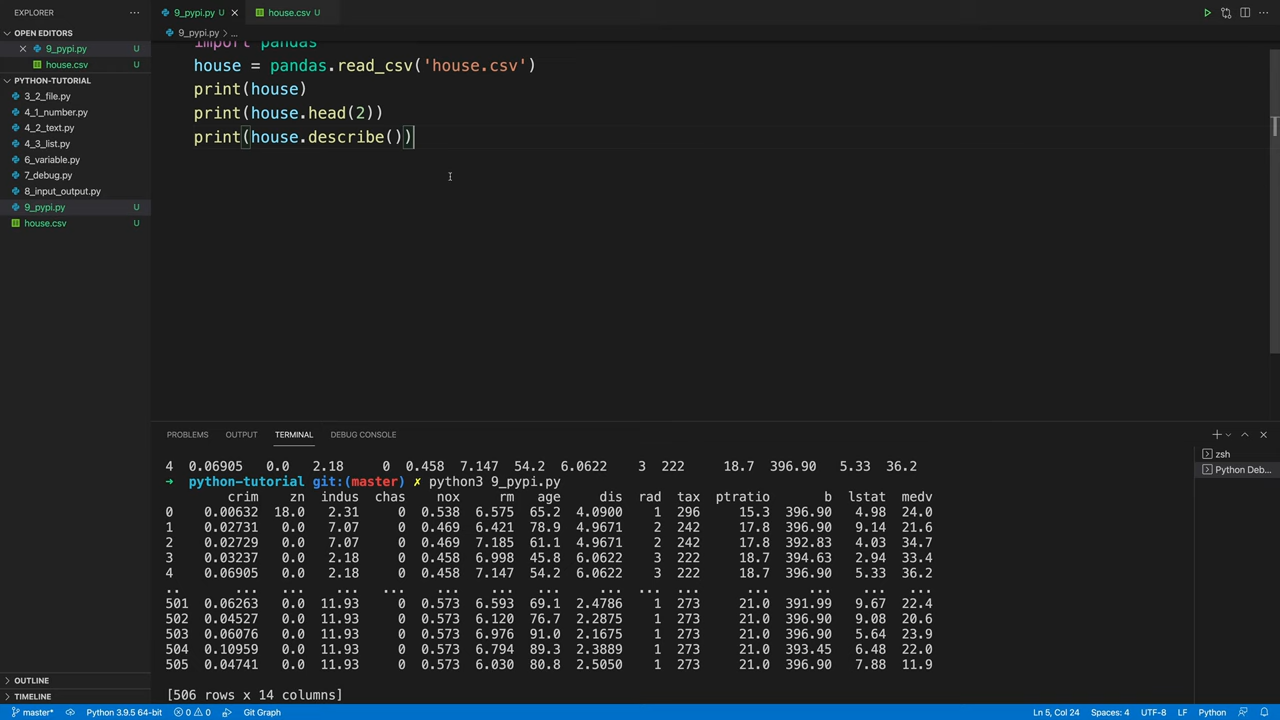 EXPLORER
···
OPEN EDITORS
9_pypi.py U
house.csv U
PYTHON-TUTORIAL
3_2_file.py
4_1_number.py
4_2_text.py
4_3_list.py
6_variable.py
7_debug.py
8_input_output.py
9_pypi.py U
house.csv U
OUTLINE
TIMELINE
9_pypi.py U
house.csv U
9_pypi.py > ...
import pandas
house = pandas.read_csv('house.csv')
print(house)
print(house.head(2))
print(house.describe())
PROBLEMS OUTPUT TERMINAL DEBUG CONSOLE
4 0.06905 0.0 2.18 0 0.458 7.147 54.2 6.0622 3 222 18.7 396.90 5.33 36.2
→ python-tutorial git:(master) ✗ python3 9_pypi.py
crim zn indus chas nox rm age dis rad tax ptratio b lstat medv
0 0.00632 18.0 2.31 0 0.538 6.575 65.2 4.0900 1 296 15.3 396.90 4.98 24.0
1 0.02731 0.0 7.07 0 0.469 6.421 78.9 4.9671 2 242 17.8 396.90 9.14 21.6
2 0.02729 0.0 7.07 0 0.469 7.185 61.1 4.9671 2 242 17.8 392.83 4.03 34.7
3 0.03237 0.0 2.18 0 0.458 6.998 45.8 6.0622 3 222 18.7 394.63 2.94 33.4
4 0.06905 0.0 2.18 0 0.458 7.147 54.2 6.0622 3 222 18.7 396.90 5.33 36.2
.. ... ... ... ... ... ... ... ... ... ... ... ... ... ...
501 0.06263 0.0 11.93 0 0.573 6.593 69.1 2.4786 1 273 21.0 391.99 9.67 22.4
502 0.04527 0.0 11.93 0 0.573 6.120 76.7 2.2875 1 273 21.0 396.90 9.08 20.6
503 0.06076 0.0 11.93 0 0.573 6.976 91.0 2.1675 1 273 21.0 396.90 5.64 23.9
504 0.10959 0.0 11.93 0 0.573 6.794 89.3 2.3889 1 273 21.0 393.45 6.48 22.0
505 0.04741 0.0 11.93 0 0.573 6.030 80.8 2.5050 1 273 21.0 396.90 7.88 11.9
[506 rows x 14 columns]
zsh
Python Deb...
master* Python 3.9.5 64-bit 0 0 Git Graph
Ln 5, Col 24 Spaces: 4 UTF-8 LF Python